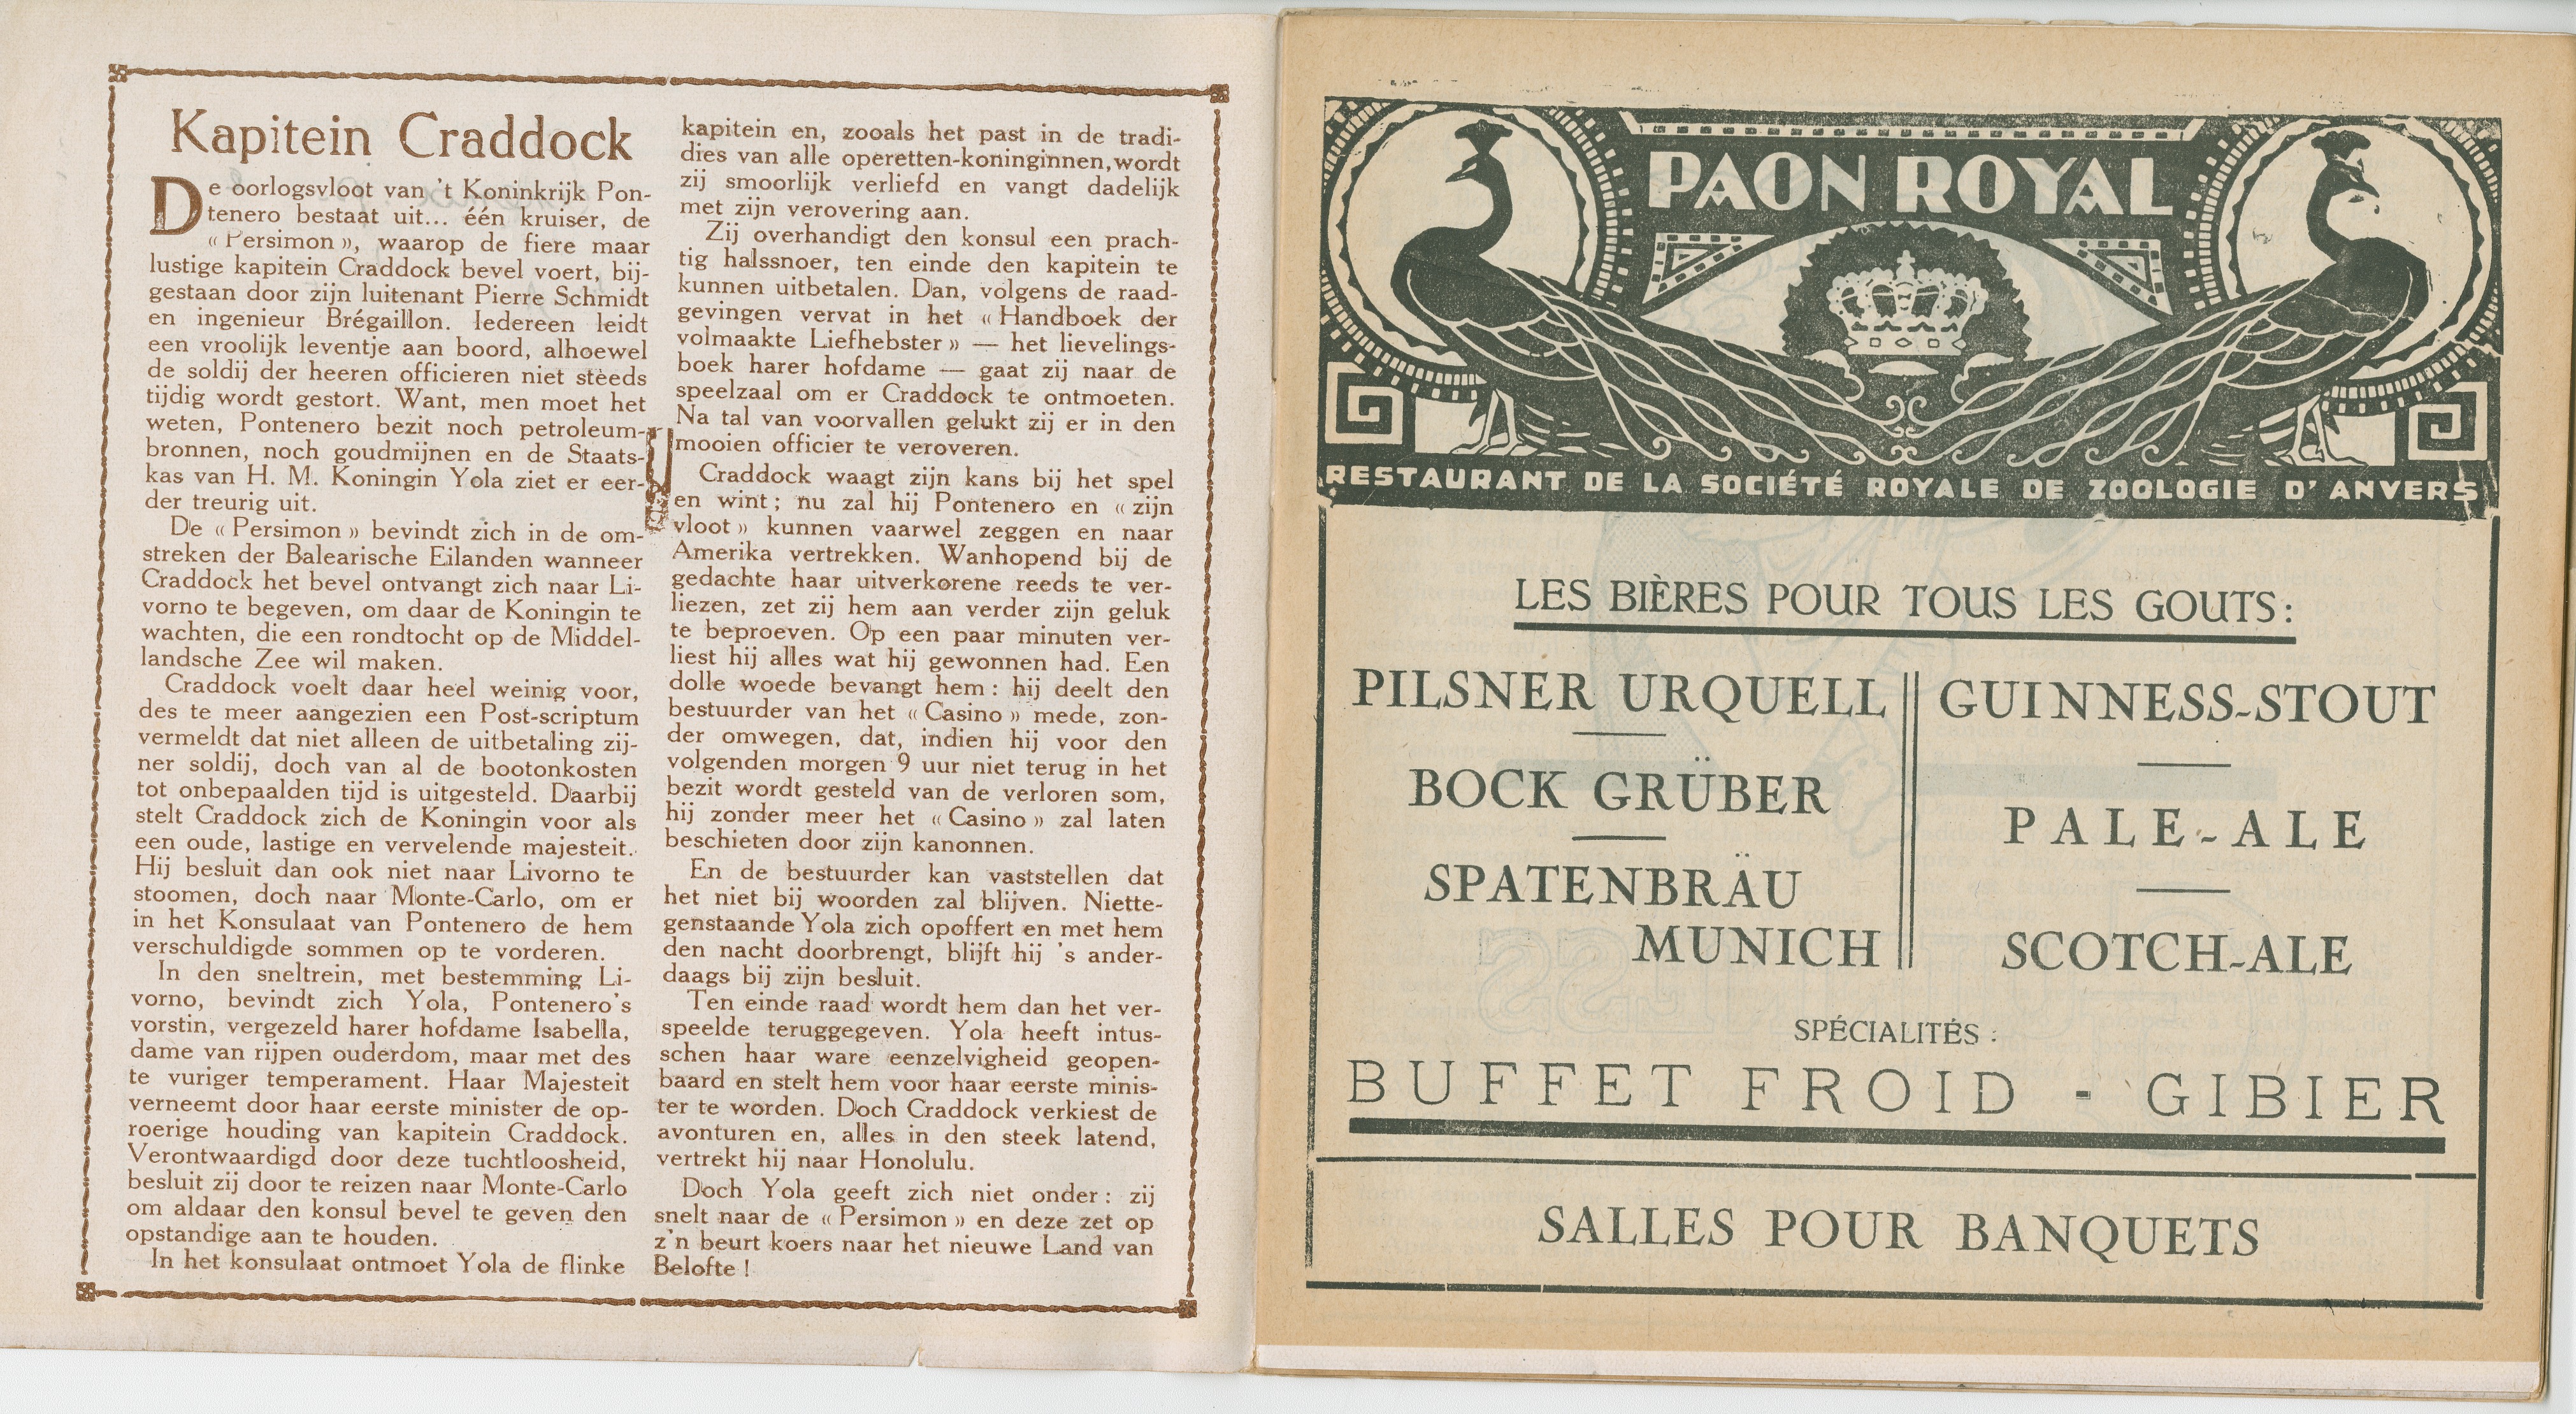 Kapitein Craddock
De oorlogsvloot van 't Koninkrijk Pon-
tenero bestaat uit... één kruiser, de
« Persimon », waarop de fiere maar
lustige kapitein Craddock bevel voert, bij-
gestaan door zijn luitenant Pierre Schmidt
en ingenieur Brégaillon. Iedereen leidt
een vroolijk leventje aan boord, alhoewel
de soldij der heeren officieren niet steeds
tijdig wordt gestort. Want, men moet het
weten, Pontenero bezit noch petroleum-
bronnen, noch goudmijnen en de Staats-
kas van H. M. Koningin Yola ziet er eer-
der treurig uit.
De « Persimon » bevindt zich in de om-
streken der Balearische Eilanden wanneer
Craddock het bevel ontvangt zich naar Li-
vorno te begeven, om daar de Koningin te
wachten, die een rondtocht op de Middel-
landsche Zee wil maken.
Craddock voelt daar heel weinig voor,
des te meer aangezien een Post-scriptum
vermeldt dat niet alleen de uitbetaling zij-
ner soldij, doch van al de bootonkosten
tot onbepaalden tijd is uitgesteld. Daarbij
stelt Craddock zich de Koningin voor als
een oude, lastige en vervelende majesteit.
Hij besluit dan ook niet naar Livorno te
stoomen, doch naar Monte-Carlo, om er
in het Konsulaat van Pontenero de hem
verschuldigde sommen op te vorderen.
In den sneltrein, met bestemming Li-
vorno, bevindt zich Yola, Pontenero's
vorstin, vergezeld harer hofdame Isabella,
dame van rijpen ouderdom, maar met des
te vuriger temperament. Haar Majesteit
verneemt door haar eerste minister de op-
roerige houding van kapitein Craddock.
Verontwaardigd door deze tuchtloosheid,
besluit zij door te reizen naar Monte-Carlo
om aldaar den konsul bevel te geven den
opstandige aan te houden.
In het konsulaat ontmoet Yola de flinke
kapitein en, zooals het past in de tradi-
dies van alle operetten-koninginnen, wordt
zij smoorlijk verliefd en vangt dadelijk
met zijn verovering aan.
Zij overhandigt den konsul een prach-
tig halssnoer, ten einde den kapitein te
kunnen uitbetalen. Dan, volgens de raad-
gevingen vervat in het « Handboek der
volmaakte Liefhebster » — het lievelings-
boek harer hofdame — gaat zij naar de
speelzaal om er Craddock te ontmoeten.
Na tal van voorvallen gelukt zij er in den
mooien officier te veroveren.
Craddock waagt zijn kans bij het spel
en wint ; nu zal hij Pontenero en « zijn
vloot » kunnen vaarwel zeggen en naar
Amerika vertrekken. Wanhopend bij de
gedachte haar uitverkorene reeds te ver-
liezen, zet zij hem aan verder zijn geluk
te beproeven. Op een paar minuten ver-
liest hij alles wat hij gewonnen had. Een
dolle woede bevangt hem : hij deelt den
bestuurder van het « Casino » mede, zon-
der omwegen, dat, indien hij voor den
volgenden morgen 9 uur niet terug in het
bezit wordt gesteld van de verloren som,
hij zonder meer het « Casino » zal laten
beschieten door zijn kanonnen.
En de bestuurder kan vaststellen dat
het niet bij woorden zal blijven. Niette-
genstaande Yola zich opoffert en met hem
den nacht doorbrengt, blijft hij 's ander-
daags bij zijn besluit.
Ten einde raad wordt hem dan het ver-
speelde teruggegeven. Yola heeft intus-
schen haar ware eenzelvigheid geopen-
baard en stelt hem voor haar eerste minis-
ter te worden. Doch Craddock verkiest de
avonturen en, alles in den steek latend,
vertrekt hij naar Honolulu.
Doch Yola geeft zich niet onder : zij
snelt naar de « Persimon » en deze zet op
z'n beurt koers naar het nieuwe Land van
Belofte !
PAON ROYAL
RESTAURANT DE LA SOCIÉTÉ ROYALE DE ZOOLOGIE D'ANVERS
LES BIÈRES POUR TOUS LES GOUTS:
PILSNER URQUELL
BOCK GRÜBER
SPATENBRÄU
MUNICH
GUINNESS-STOUT
PALE-ALE
SCOTCH-ALE
SPÉCIALITÉS :
BUFFET FROID - GIBIER
SALLES POUR BANQUETS